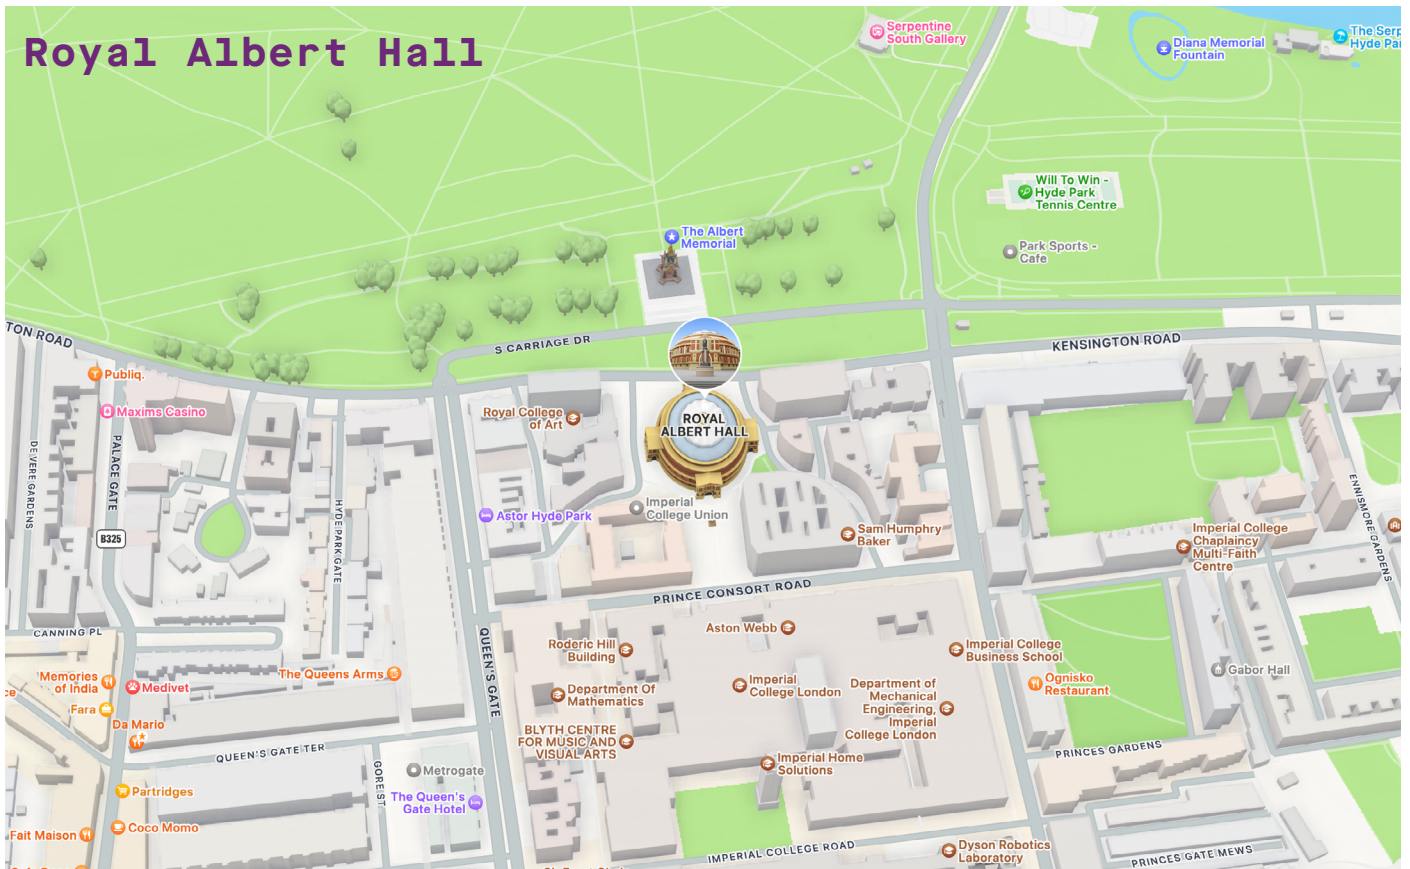 Royal Albert Hall
Serpentine
South Gallery
Diana Memorial
Fountain
The Serp
Hyde Par
Will To Win -
Hyde Park
Tennis Centre
The Albert
Memorial
Park Sports -
Cafe
TON ROAD
S CARRIAGE DR
KENSINGTON ROAD
Publiq.
Maxims Casino
Royal College
of Art
ROYAL
ALBERT HALL
DE VERE GARDENS
PALACE GATE
HYDE PARK GATE
ENNISMORE GARDENS
Astor Hyde Park
Imperial
College Union
Sam Humphry
Baker
Imperial College
Chaplaincy
Multi-Faith
Centre
B325
PRINCE CONSORT ROAD
CANNING PL
QUEEN'S GATE
Aston Webb
Roderic Hill
Building
Imperial College
Business School
The Queens Arms
Memories
of India
Medivet
ce
Fara
Gabor Hall
Ognisko
Restaurant
Department Of
Mathematics
Imperial
College London
Department of
Mechanical
Engineering,
Imperial
College London
Da Mario
BLYTH CENTRE
FOR MUSIC AND
VISUAL ARTS
QUEEN'S GATE TER
PRINCES GARDENS
GORE ST
Metrogate
Imperial Home
Solutions
Partridges
The Queen's
Gate Hotel
Coco Momo
Fait Maison
IMPERIAL COLLEGE ROAD
Dyson Robotics
Laboratory
PRINCES GATE MEWS